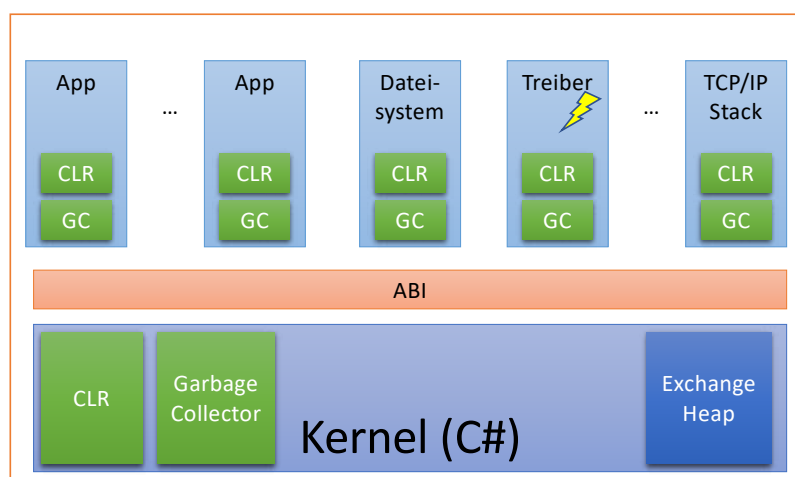 App
...
App
Datei-
system
Treiber
...
TCP/IP
Stack
CLR
CLR
CLR
CLR
CLR
GC
GC
GC
GC
GC
ABI
CLR
Garbage
Collector
Kernel (C#)
Exchange
Heap